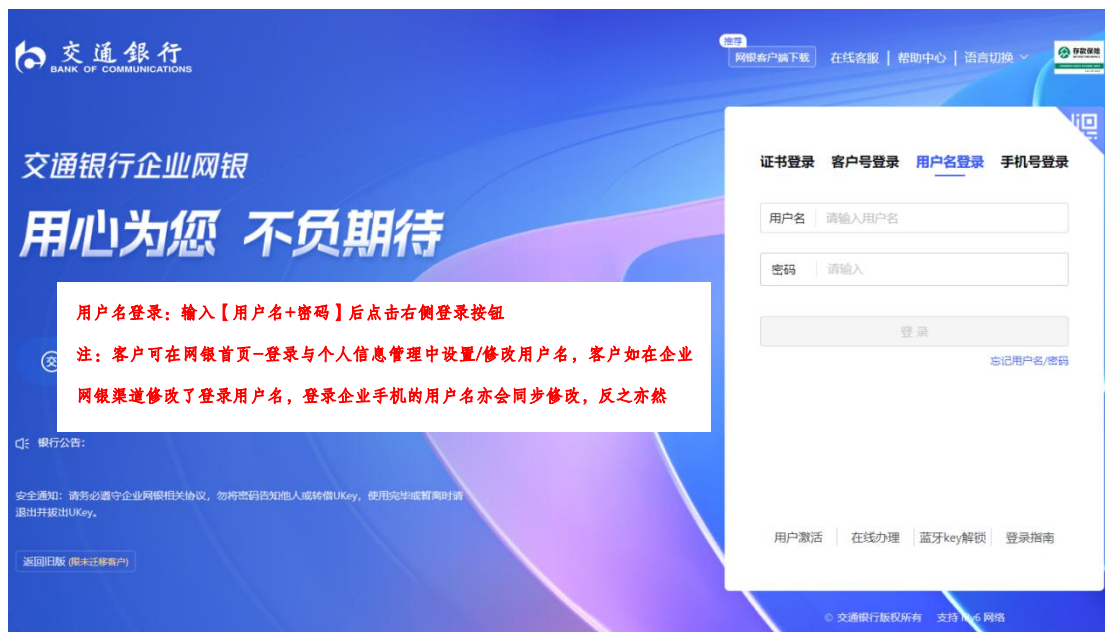 交通銀行
BANK OF COMMUNICATIONS
推荐
网银客户端下载 在线客服 | 帮助中心 | 语言切换
存款保险
交通银行企业网银
用心为您 不负期待
证书登录 客户号登录 用户名登录 手机号登录
用户名 请输入用户名
密码 请输入
登 录
忘记用户名/密码
用户名登录：输入【用户名+密码】后点击右侧登录按钮
注：客户可在网银首页-登录与个人信息管理中设置/修改用户名，客户如在企业
网银渠道修改了登录用户名，登录企业手机的用户名亦会同步修改，反之亦然
交
银行公告：
安全通知：请务必遵守企业网银相关协议，勿将密码告知他人或转借UKey，使用完毕或暂离时请
退出并拔出UKey。
返回旧版 (限未迁移客户)
用户激活 | 在线办理 | 蓝牙key解锁 | 登录指南
© 交通银行版权所有 支持 v6 网络